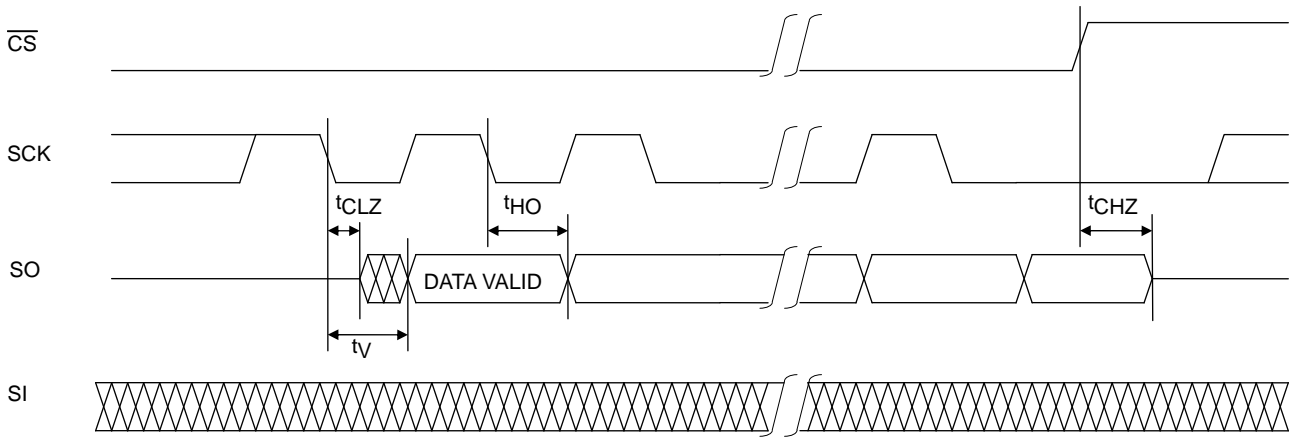 CS
SCK
tCLZ
tHO
tCHZ
SO
DATA VALID
tV
SI